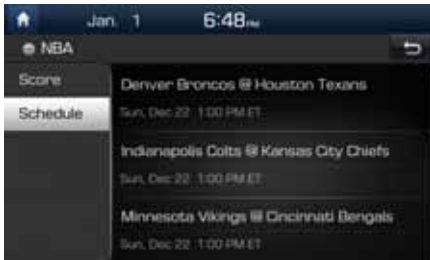 Jan. 1 6:48 PM
NBA
Score
Schedule
Denver Broncos @ Houston Texans
Sun, Dec 22 1:00 PM ET
Indianapolis Colts @ Kansas City Chiefs
Sun, Dec 22 1:00 PM ET
Minnesota Vikings @ Cincinnati Bengals
Sun, Dec 22 1:00 PM ET